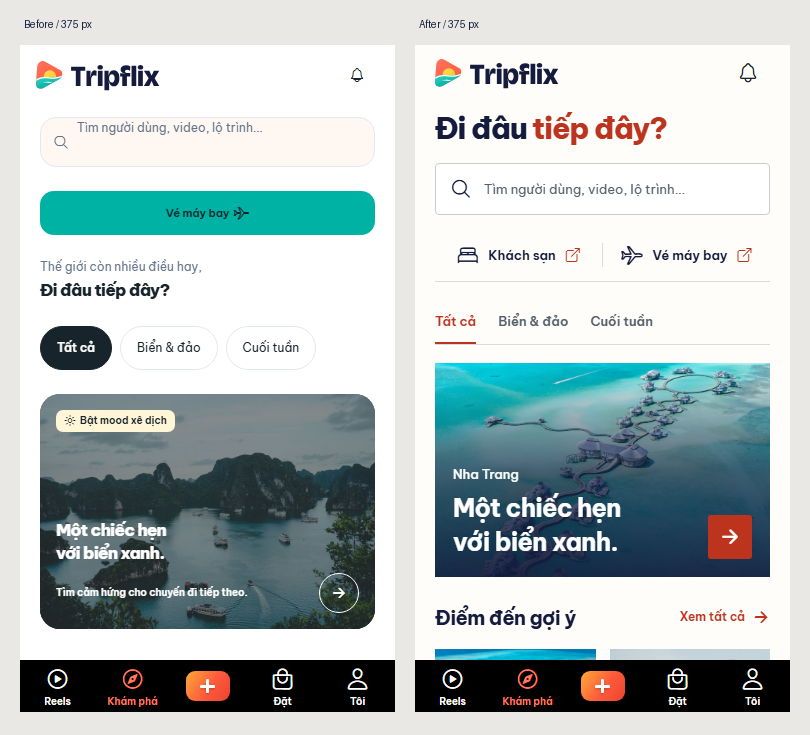 Before / 375 px
Tripflix
Tìm người dùng, video, lộ trình...
Vé máy bay
Thế giới còn nhiều điều hay,
Đi đâu tiếp đây?
Tất cả
Biển & đảo
Cuối tuần
Bật mood xê dịch
Một chiếc hẹn
với biển xanh.
Tìm cảm hứng cho chuyến đi tiếp theo.
Reels
Khám phá
Đặt
Tôi
After / 375 px
Tripflix
Đi đâu tiếp đây?
Tìm người dùng, video, lộ trình...
Khách sạn
Vé máy bay
Tất cả
Biển & đảo
Cuối tuần
Nha Trang
Một chiếc hẹn
với biển xanh.
Điểm đến gợi ý
Xem tất cả
Reels
Khám phá
Đặt
Tôi